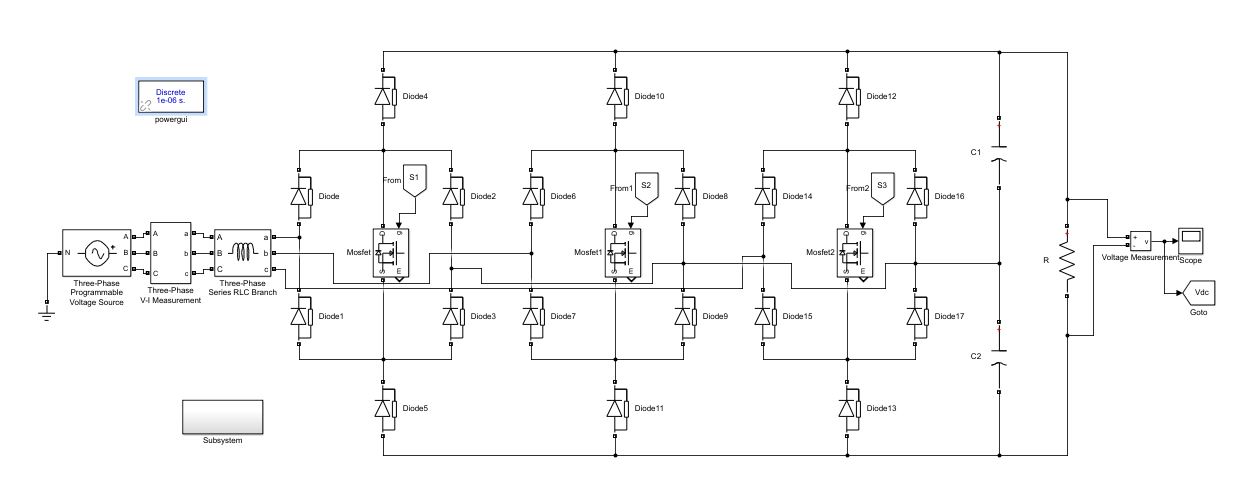 Discrete
1e-06 s.
powergui
Diode4
Diode10
Diode12
C1
From
S1
From1
S2
From2
S3
Diode
Diode2
Diode6
Diode8
Diode14
Diode16
N
A
B
C
A
B
C
a
b
c
A
B
C
a
b
c
Mosfet
D
g
S
m
Mosfet1
D
g
S
m
Mosfet2
D
g
S
m
R
+
-
v
Voltage Measurement
Scope
Three-Phase
Programmable
Voltage Source
Three-Phase
V-I Measurement
Three-Phase
Series RLC Branch
Vdc
Goto
Diode1
Diode3
Diode7
Diode9
Diode15
Diode17
C2
Diode5
Diode11
Diode13
Subsystem